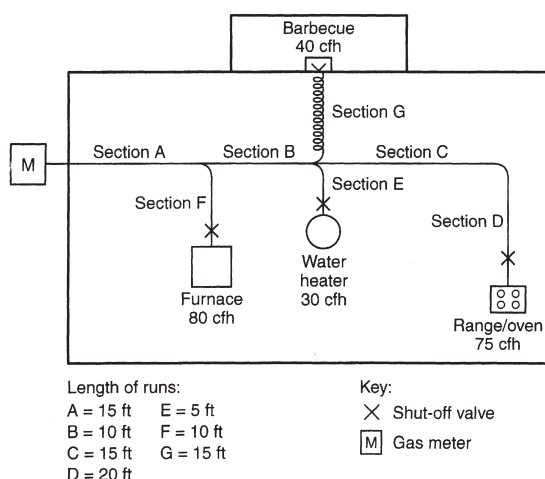 Barbecue
40 cfh
Section G
Section A
Section B
Section C
M
Section E
Section F
Section D
Furnace
80 cfh
Water
heater
30 cfh
Range/oven
75 cfh
Length of runs:
A = 15 ft E = 5 ft
B = 10 ft F = 10 ft
C = 15 ft G = 15 ft
D = 20 ft
Key:
Shut-off valve
M Gas meter